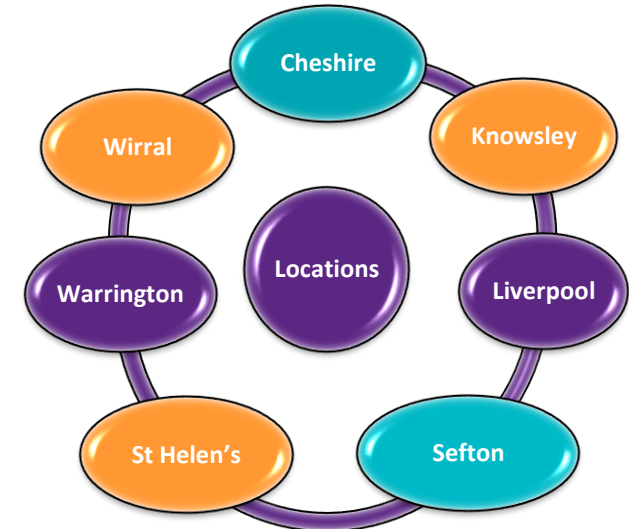 Cheshire
Knowsley
Wirral
Locations
Liverpool
Warrington
Sefton
St Helen’s